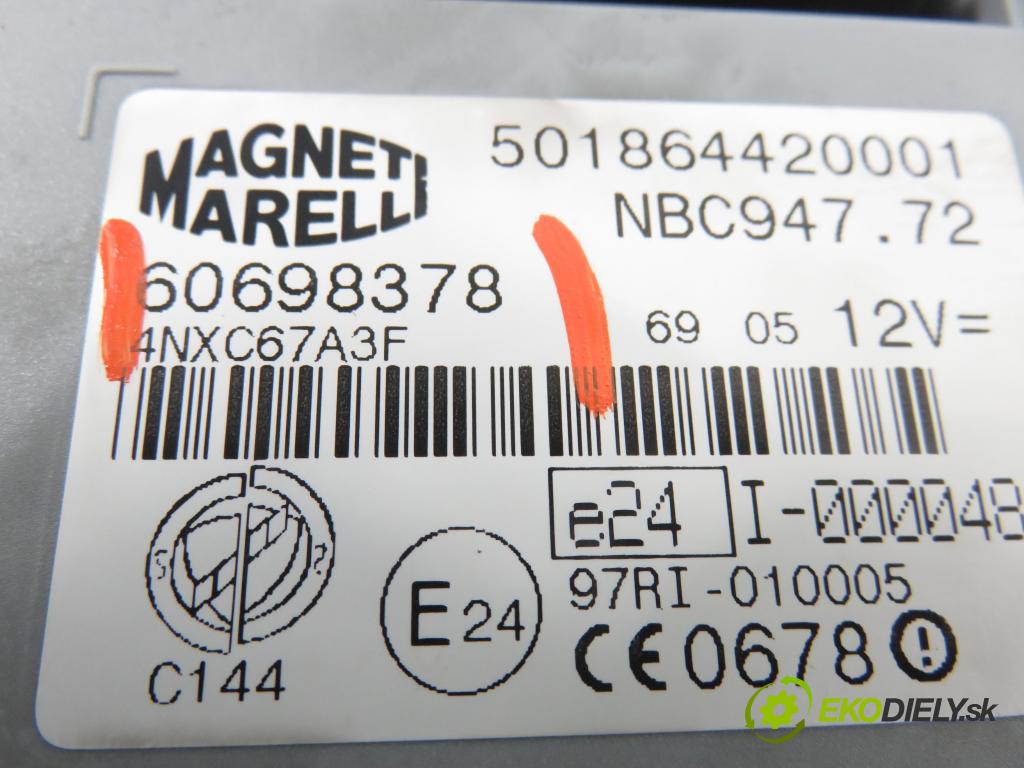 MAGNETI
MARELLI
501864420001
NBC947.72
60698378
4NXC67A3F
69 05 12V=
e24 I-000048
97RI-010005
E24
C144
CE0678
EKODIELY.sk